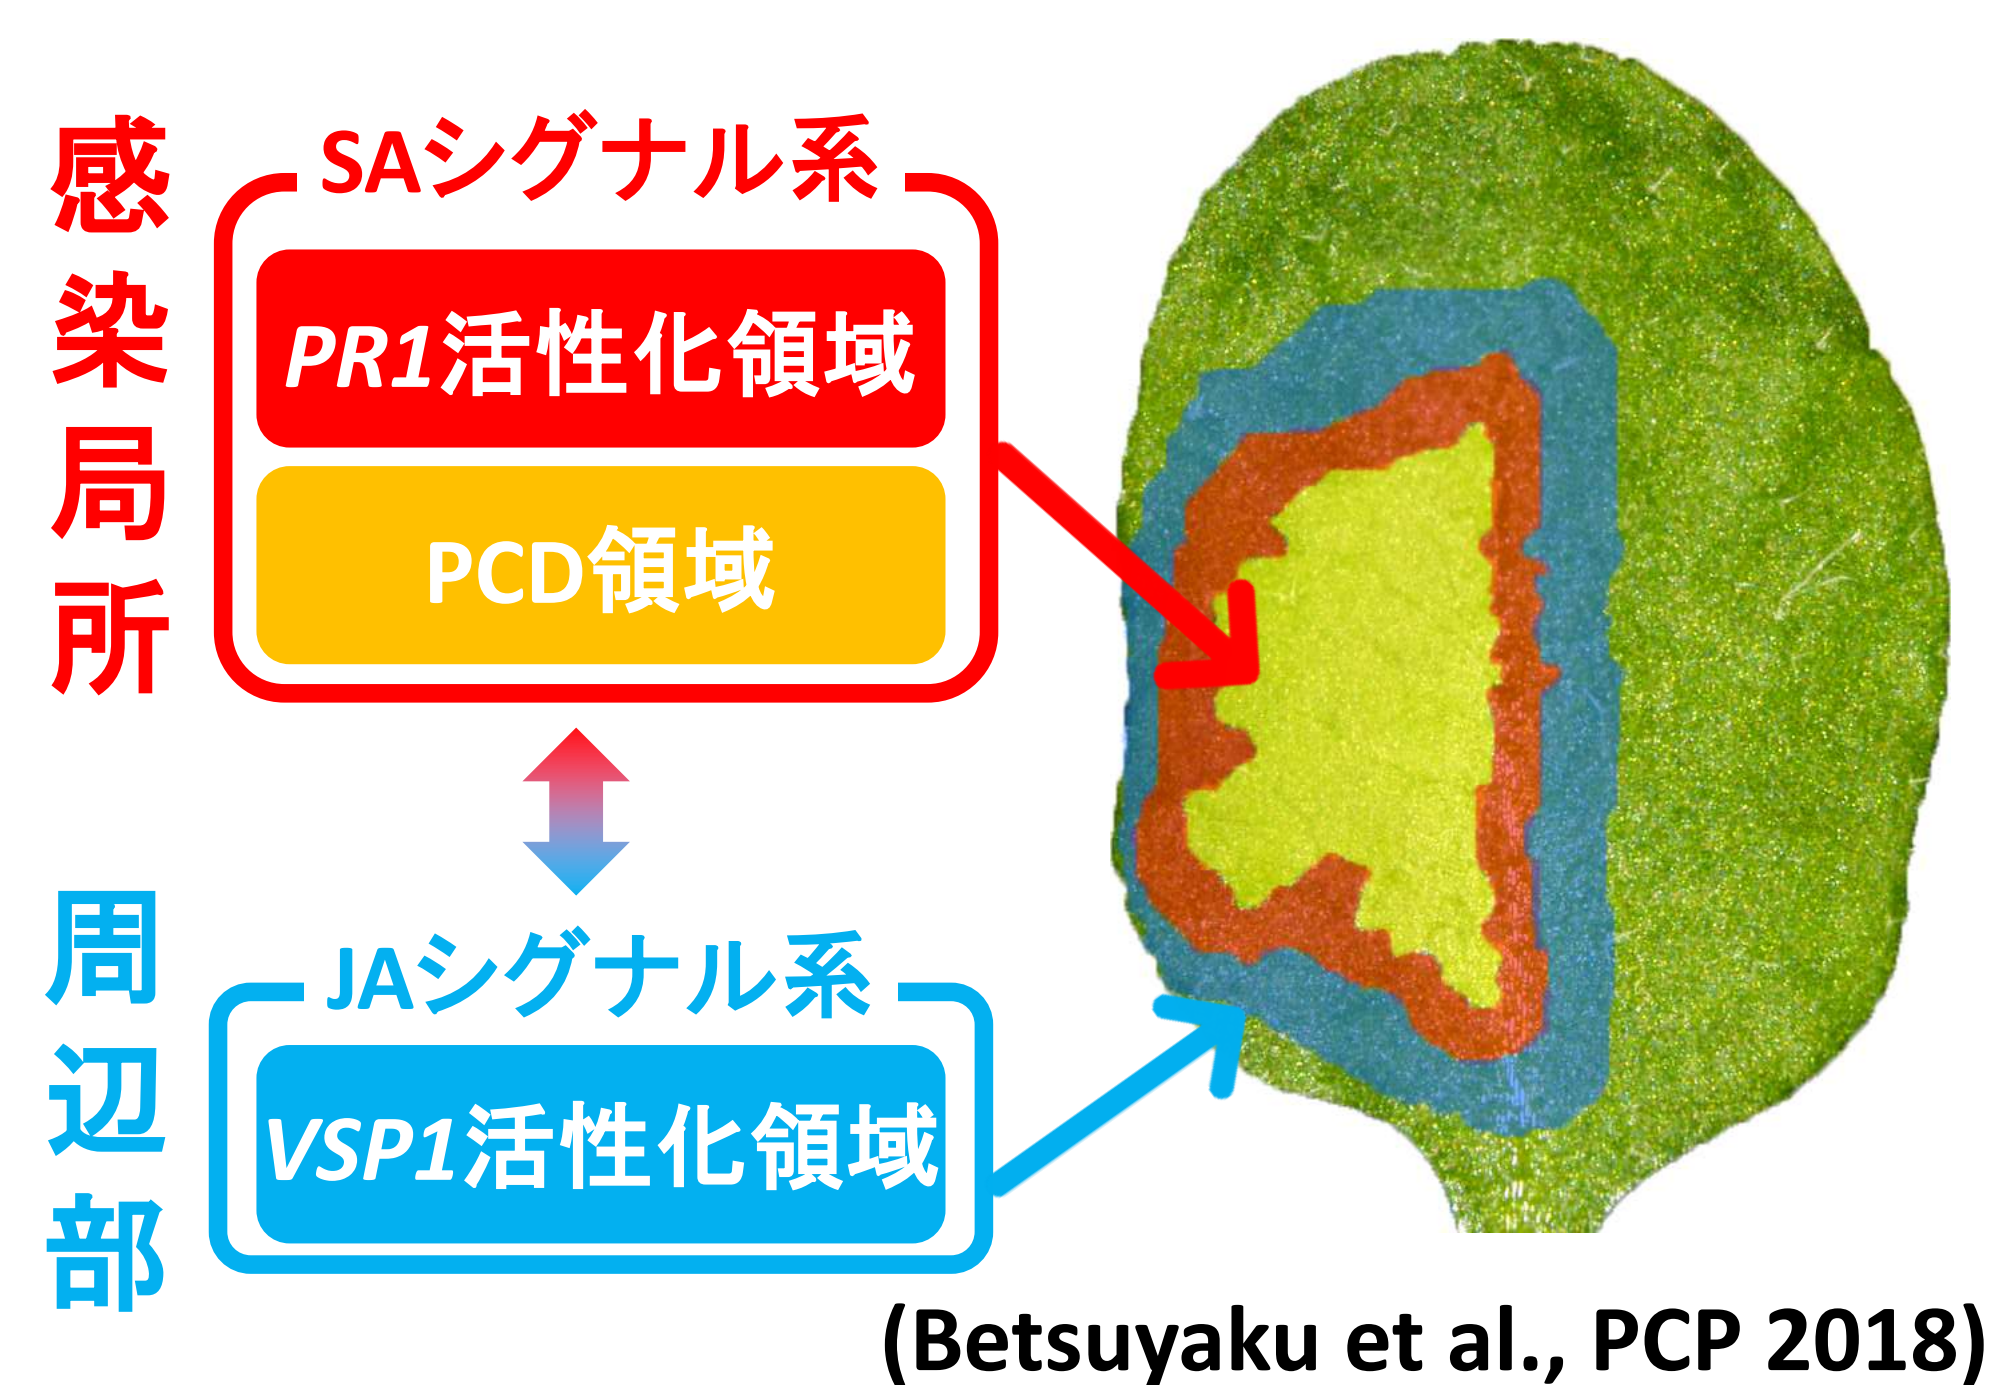 感染局所
SAシグナル系
PR1活性化領域
PCD領域
周辺部
JAシグナル系
VSP1活性化領域
(Betsuyaku et al., PCP 2018)